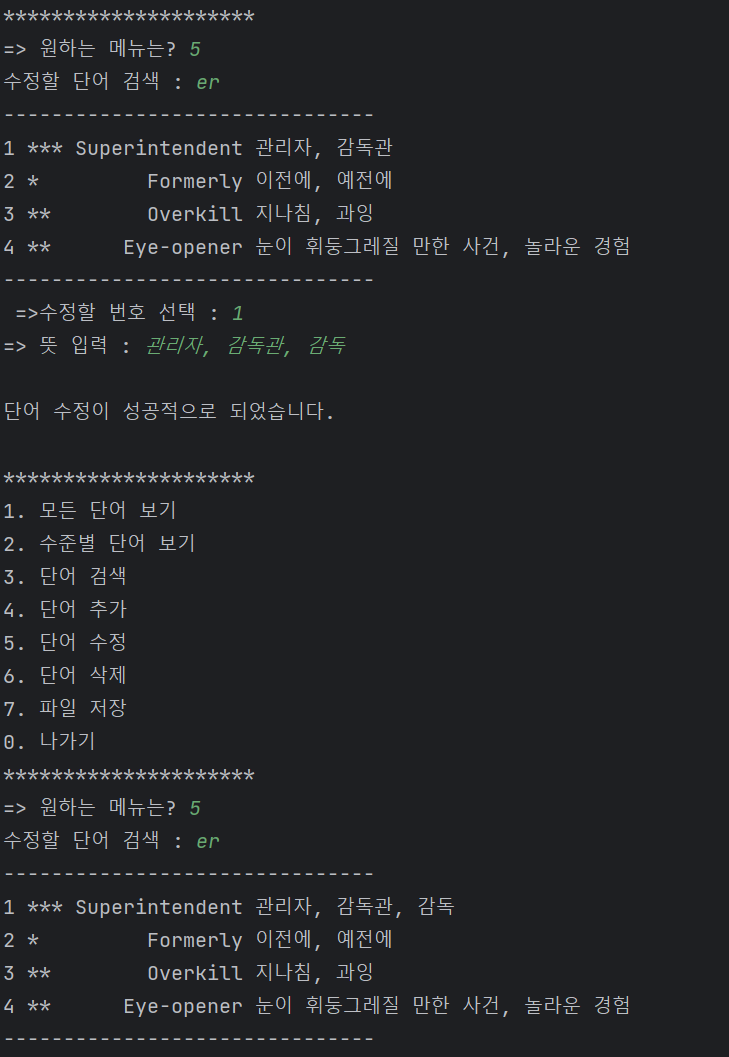 *********************
=> 원하는 메뉴는? 5
수정할 단어 검색 : er
-------------------------------
1 *** Superintendent 관리자, 감독관
2 *         Formerly 이전에, 예전에
3 **        Overkill 지나침, 과잉
4 **      Eye-opener 눈이 휘둥그레질 만한 사건, 놀라운 경험
-------------------------------
 =>수정할 번호 선택 : 1
=> 뜻 입력 : 관리자, 감독관, 감독
단어 수정이 성공적으로 되었습니다.
*********************
1. 모든 단어 보기
2. 수준별 단어 보기
3. 단어 검색
4. 단어 추가
5. 단어 수정
6. 단어 삭제
7. 파일 저장
0. 나가기
*********************
=> 원하는 메뉴는? 5
수정할 단어 검색 : er
-------------------------------
1 *** Superintendent 관리자, 감독관, 감독
2 *         Formerly 이전에, 예전에
3 **        Overkill 지나침, 과잉
4 **      Eye-opener 눈이 휘둥그레질 만한 사건, 놀라운 경험
-------------------------------